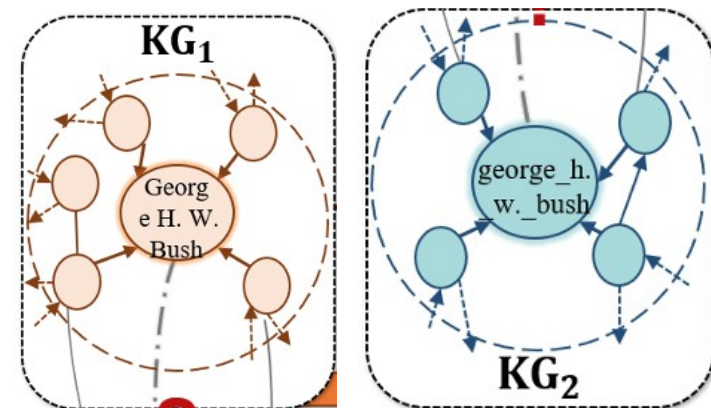 KG₁
Georg
e H. W.
Bush
george_h.
_w._bush
KG₂